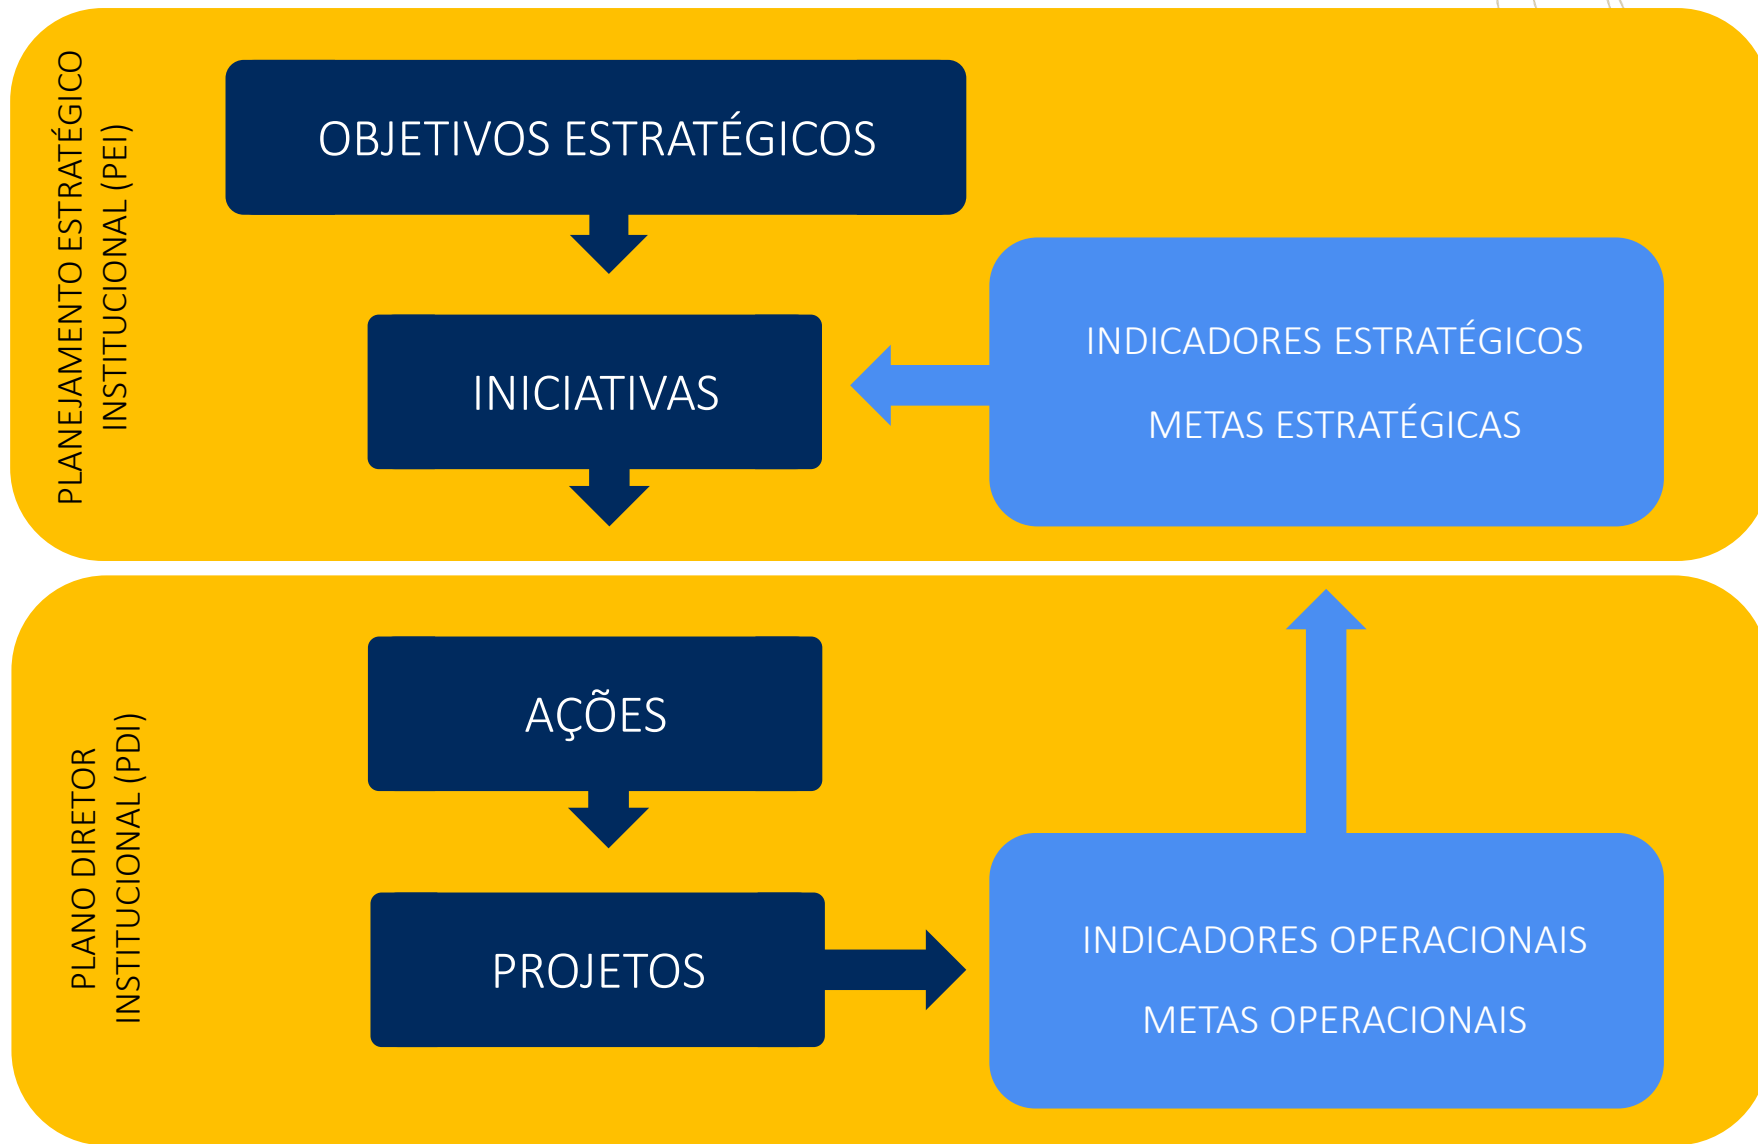 PLANEJAMENTO ESTRATÉGICO
INSTITUCIONAL (PEI)
OBJETIVOS ESTRATÉGICOS
INICIATIVAS
INDICADORES ESTRATÉGICOS
METAS ESTRATÉGICAS
PLANO DIRETOR
INSTITUCIONAL (PDI)
AÇÕES
PROJETOS
INDICADORES OPERACIONAIS
METAS OPERACIONAIS